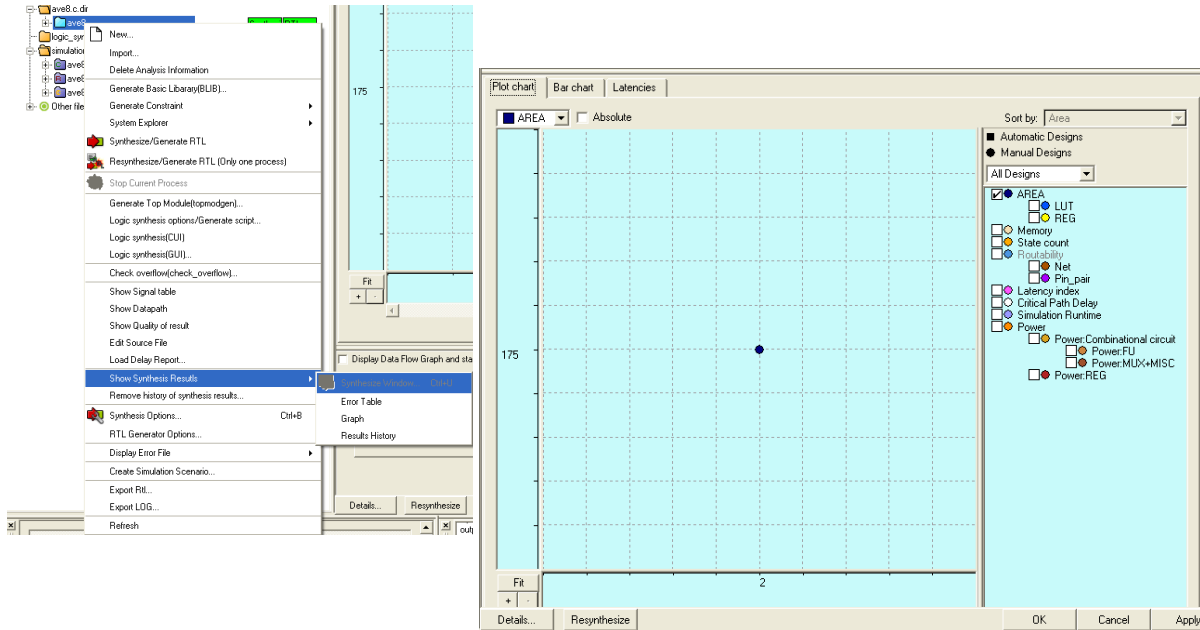 ave8.c.dir
ave8
logic_syn
simulation
ave8
ave8
ave8
Other file
New...
Import...
Delete Analysis Information
Generate Basic Libarary(BLIB)...
Generate Constraint
System Explorer
Synthesize/Generate RTL
Resynthesize/Generate RTL (Only one process)
Stop Current Process
Generate Top Module(topmodgen)...
Logic synthesis options/Generate script...
Logic synthesis(CUI)
Logic synthesis(GUI)...
Check overflow(check_overflow)...
Show Signal table
Show Datapath
Show Quality of result
Edit Source File
Load Delay Report...
Show Synthesis Resutls
Remove history of synthesis results...
Synthesis Options... Ctrl+B
RTL Generator Options...
Display Error File
Create Simulation Scenario...
Export Rtl...
Export LOG...
Refresh
Synthesize Window... Ctrl+U
Error Table
Graph
Results History
175
Fit
+ -
Display Data Flow Graph and sta
Details... Resynthesize
outp
Plot chart Bar chart Latencies
AREA Absolute Sort by: Area
Automatic Designs
Manual Designs
All Designs
AREA
LUT
REG
Memory
State count
Routability
Net
Pin_pair
Latency index
Critical Path Delay
Simulation Runtime
Power
Power:Combinational circuit
Power:FU
Power:MUX+MISC
Power:REG
175
Fit
+ -
2
Details... Resynthesize OK Cancel Apply